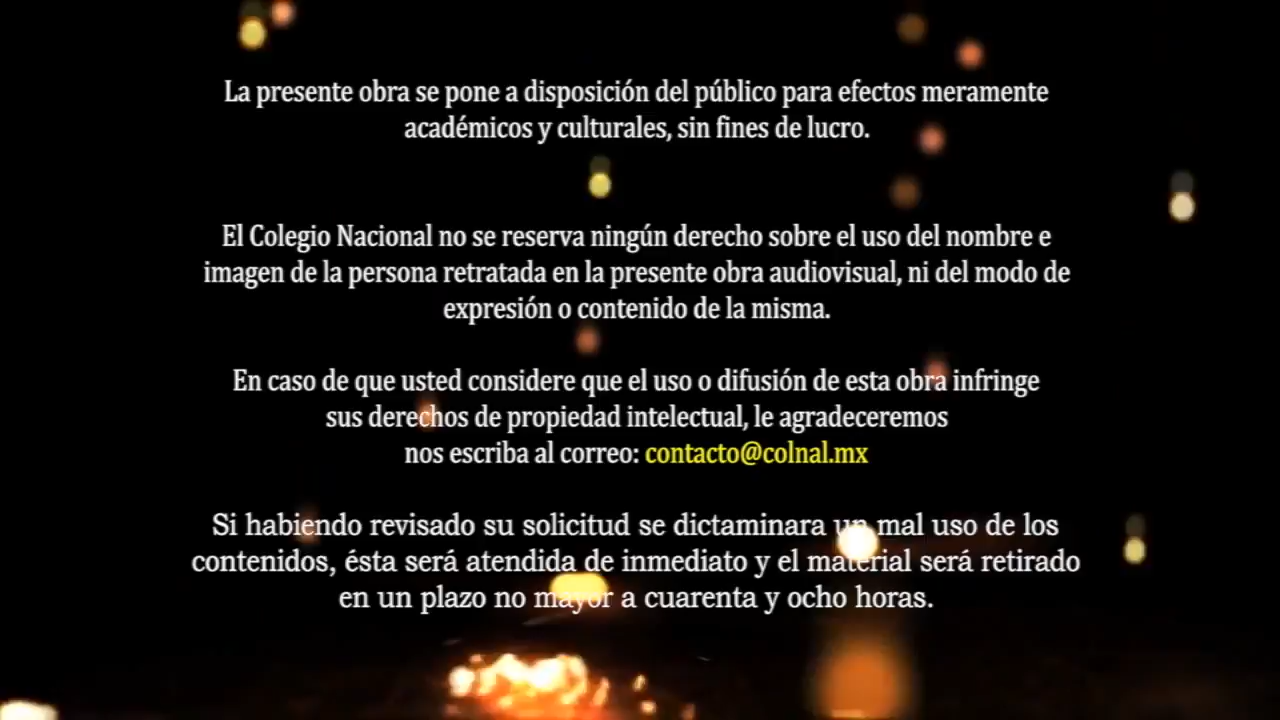 La presente obra se pone a disposición del público para efectos meramente
académicos y culturales, sin fines de lucro.
El Colegio Nacional no se reserva ningún derecho sobre el uso del nombre e
imagen de la persona retratada en la presente obra audiovisual, ni del modo de
expresión o contenido de la misma.
En caso de que usted considere que el uso o difusión de esta obra infringe
sus derechos de propiedad intelectual, le agradeceremos
nos escriba al correo: contacto@colnal.mx
Si habiendo revisado su solicitud se dictaminara un mal uso de los
contenidos, ésta será atendida de inmediato y el material será retirado
en un plazo no mayor a cuarenta y ocho horas.